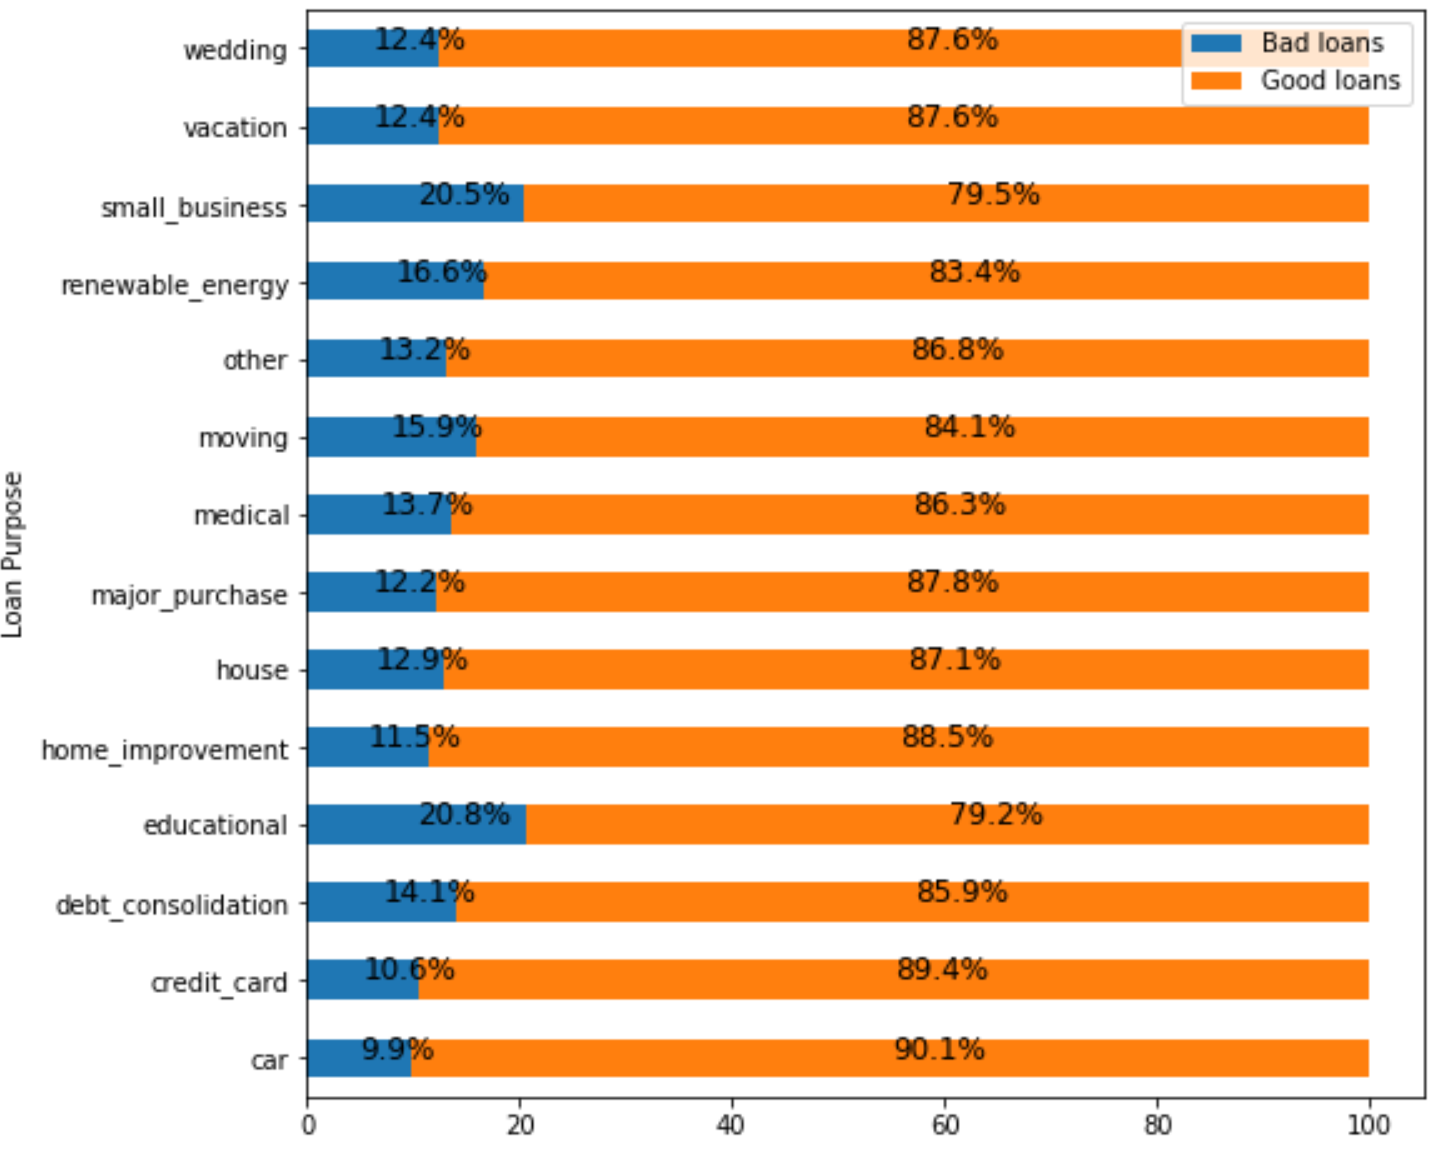 Bad loans
Good loans
wedding 12.4% 87.6%
vacation 12.4% 87.6%
small_business 20.5% 79.5%
renewable_energy 16.6% 83.4%
other 13.2% 86.8%
moving 15.9% 84.1%
medical 13.7% 86.3%
major_purchase 12.2% 87.8%
house 12.9% 87.1%
home_improvement 11.5% 88.5%
educational 20.8% 79.2%
debt_consolidation 14.1% 85.9%
credit_card 10.6% 89.4%
car 9.9% 90.1%
0 20 40 60 80 100
Loan Purpose